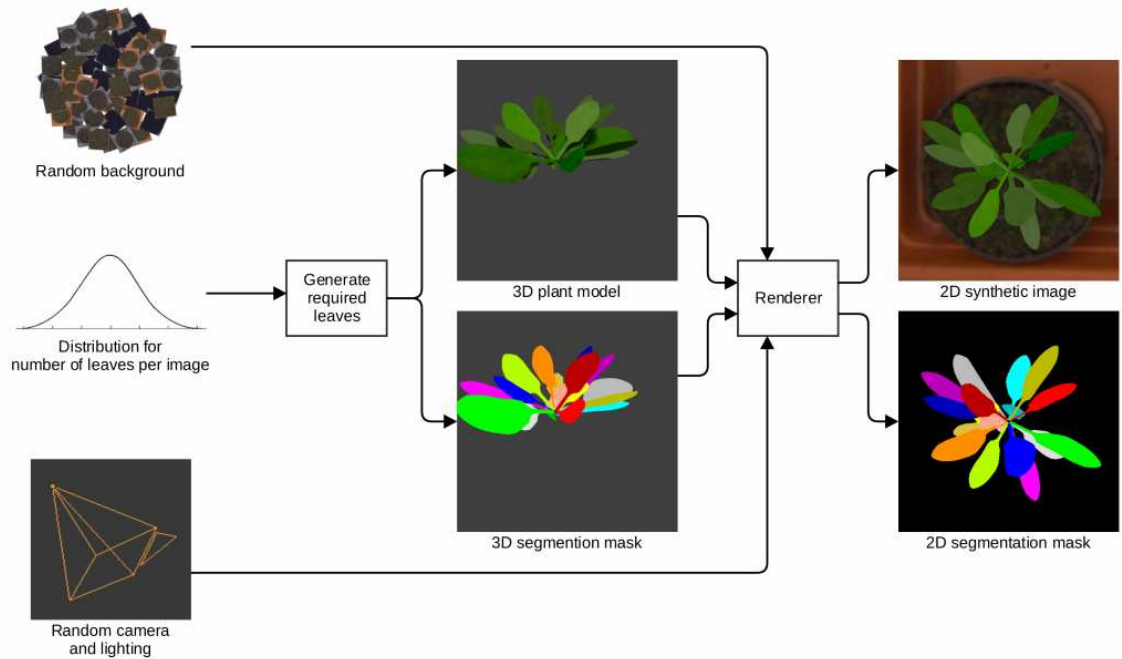 Random background
Distribution for
number of leaves per image
Random camera
and lighting
Generate
required
leaves
3D plant model
3D segmention mask
Renderer
2D synthetic image
2D segmentation mask